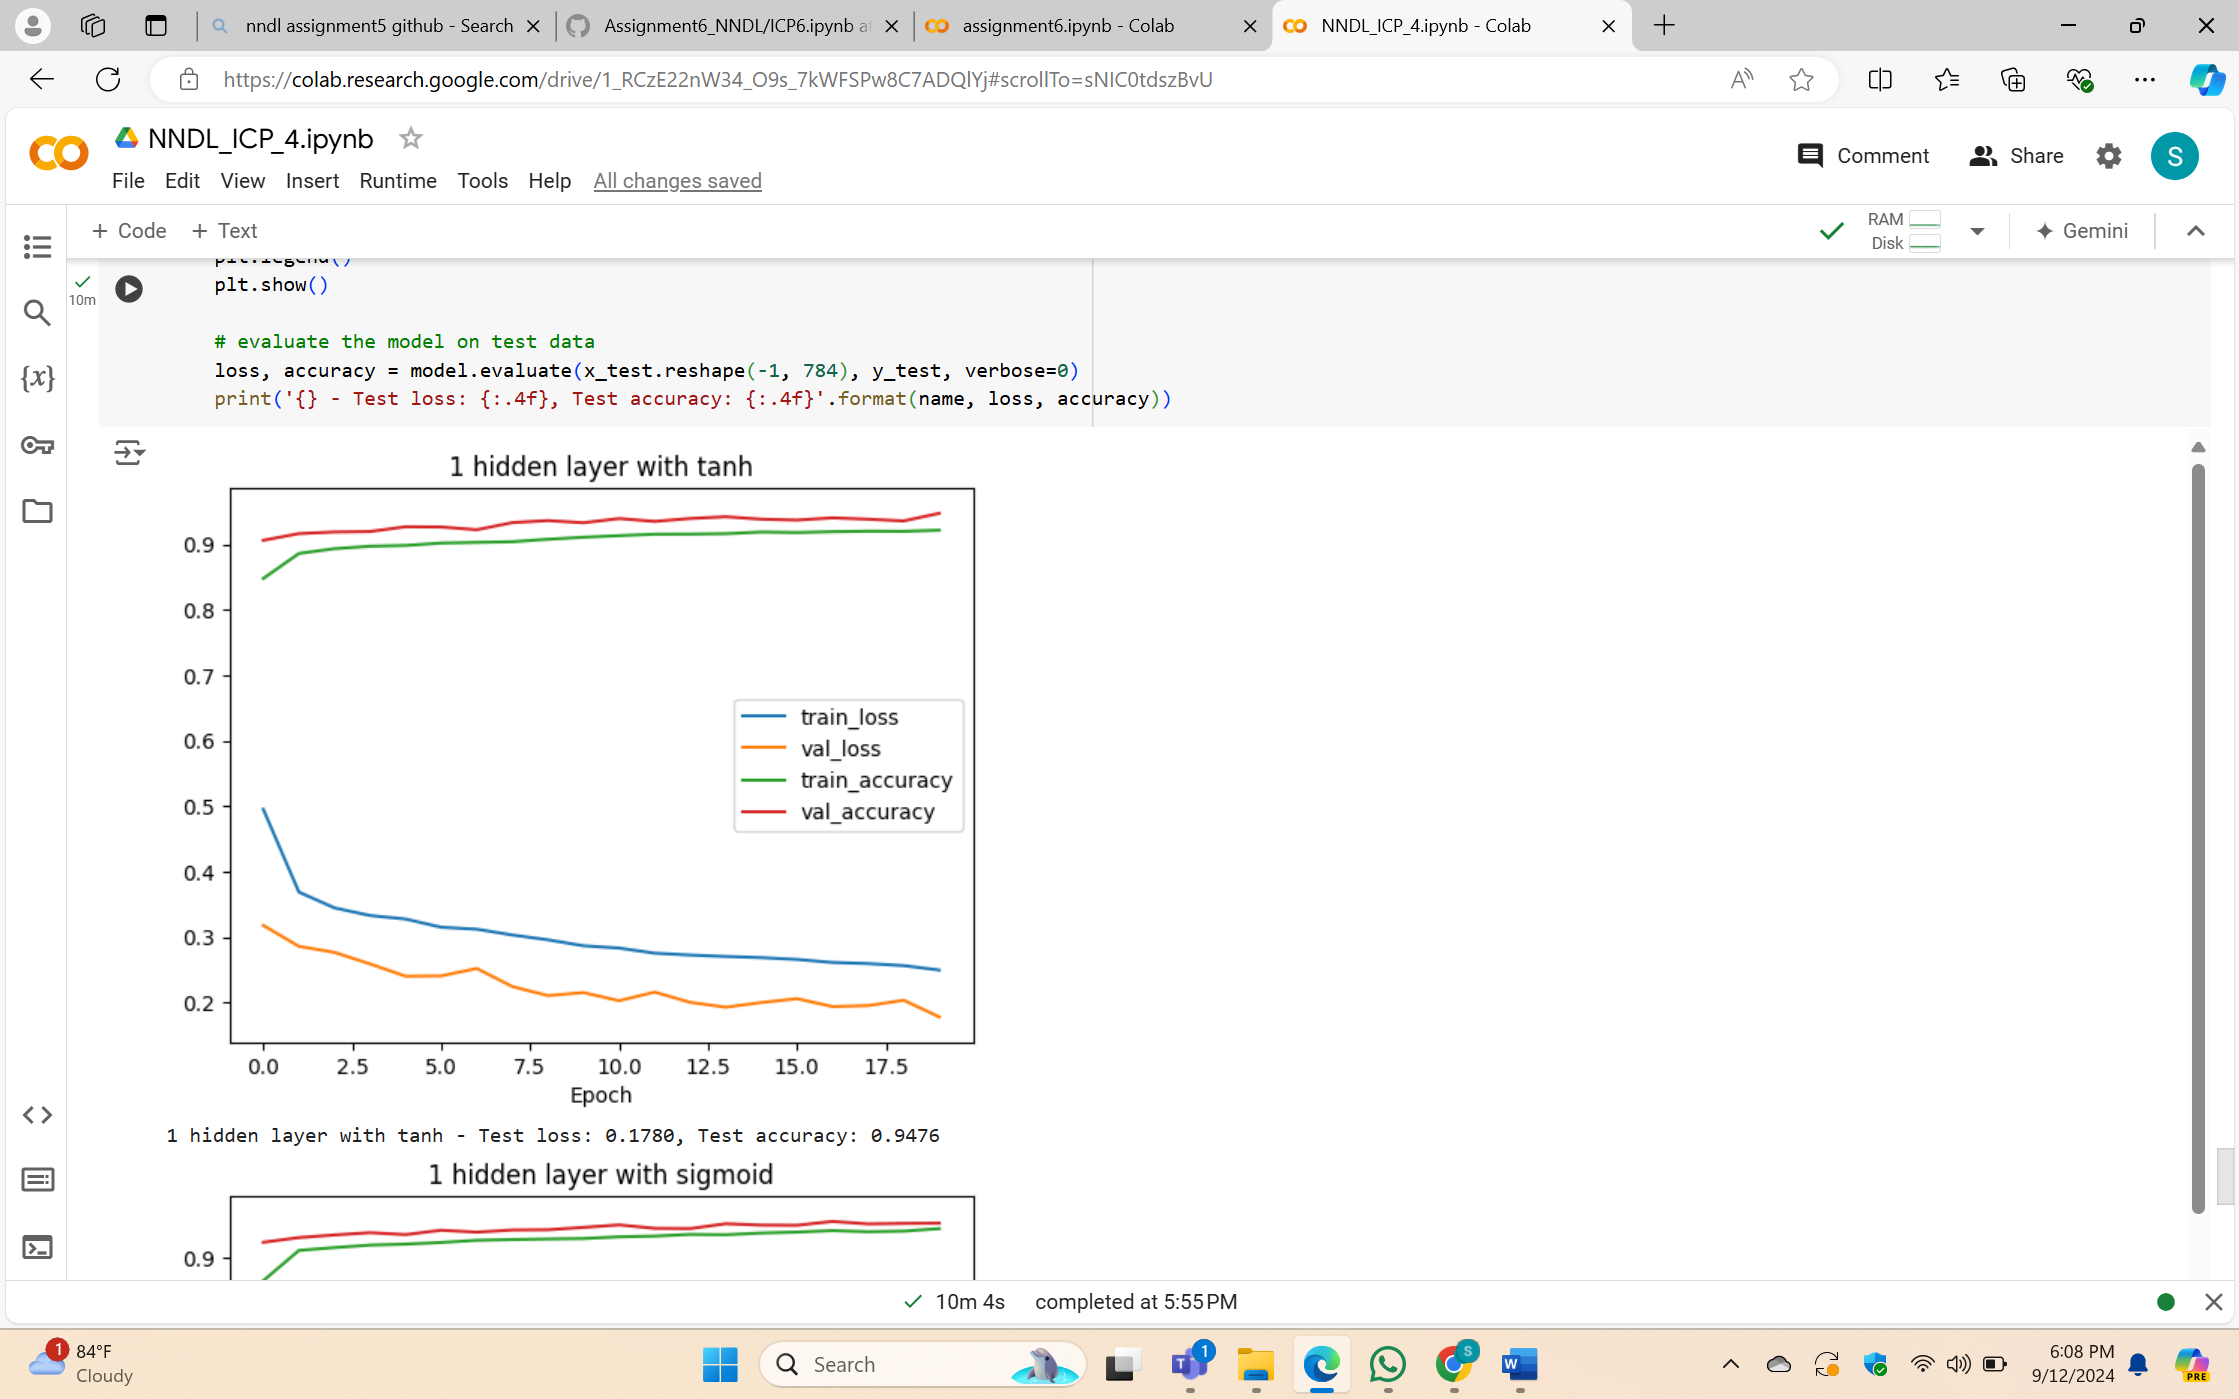 nndl assignment5 github - Search
Assignment6_NNDL/ICP6.ipynb at
assignment6.ipynb - Colab
NNDL_ICP_4.ipynb - Colab
https://colab.research.google.com/drive/1_RCzE22nW34_O9s_7kWFSPw8C7ADQlYj#scrollTo=sNIC0tdszBvU
NNDL_ICP_4.ipynb
Comment
Share
S
File Edit View Insert Runtime Tools Help All changes saved
+ Code + Text
RAM
Disk
Gemini
plt.legend()
10m
plt.show()
# evaluate the model on test data
loss, accuracy = model.evaluate(x_test.reshape(-1, 784), y_test, verbose=0)
print('{} - Test loss: {:.4f}, Test accuracy: {:.4f}'.format(name, loss, accuracy))
1 hidden layer with tanh
0.9
0.8
0.7
0.6
0.5
0.4
0.3
0.2
train_loss
val_loss
train_accuracy
val_accuracy
0.0 2.5 5.0 7.5 10.0 12.5 15.0 17.5
Epoch
1 hidden layer with tanh - Test loss: 0.1780, Test accuracy: 0.9476
1 hidden layer with sigmoid
0.9
10m 4s completed at 5:55 PM
1
84°F
Cloudy
Search
1
S
6:08 PM
9/12/2024
PRE